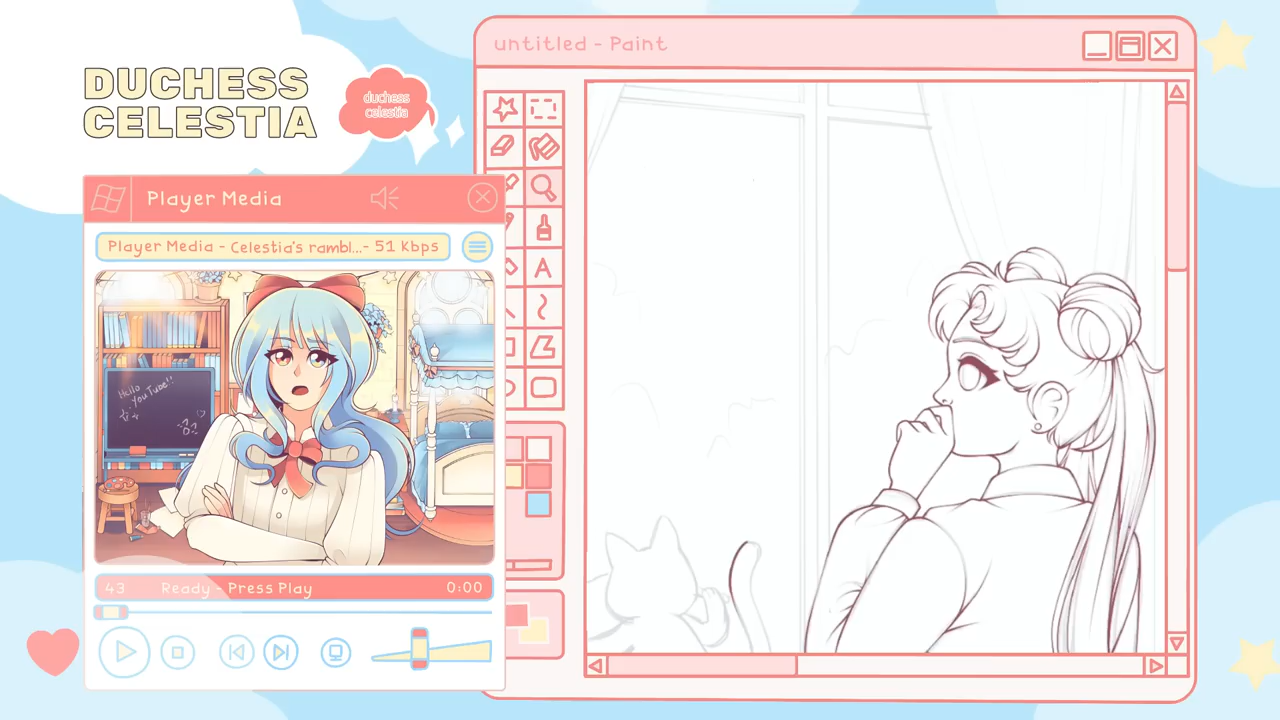 DUCHESS
CELESTIA
duchess
celestia
untitled - Paint
Player Media
Player Media - Celestia's rambl...- 51 Kbps
Hello
YouTube!!
A
43 Ready - Press Play 0:00